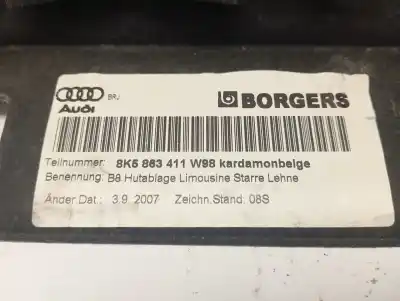 BRJ
Audi
BORGERS
Teilnummer: 8K5 863 411 W98 kardamonbeige
Benennung: B8 Hutablage Limousine Starre Lehne
Änder Dat.: 3.9. 2007 Zeichn.Stand: 08S